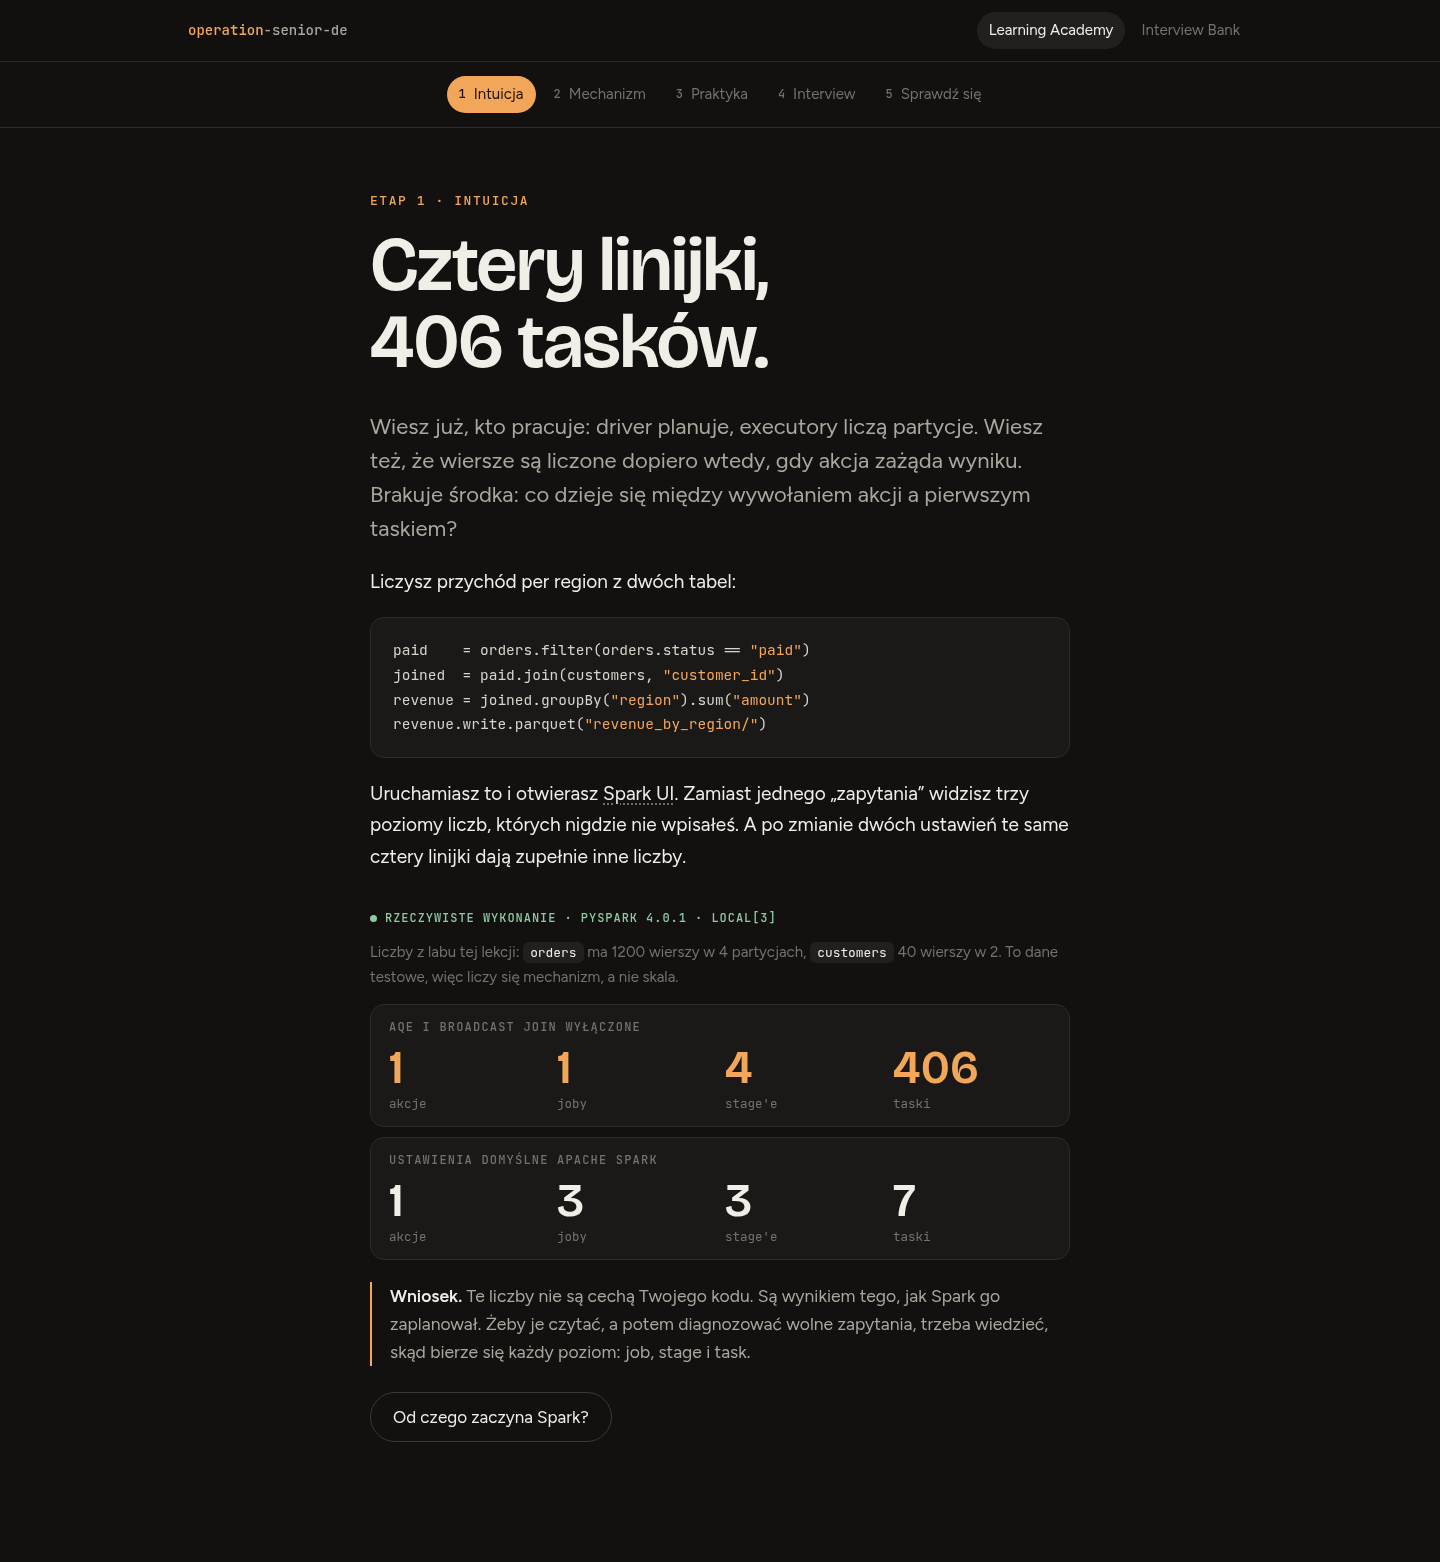 operation-senior-de
Learning Academy
Interview Bank
1 Intuicja
2 Mechanizm
3 Praktyka
4 Interview
5 Sprawdź się
ETAP 1 · INTUICJA
Cztery linijki,
406 tasków.
Wiesz już, kto pracuje: driver planuje, executory liczą partycje. Wiesz
też, że wiersze są liczone dopiero wtedy, gdy akcja zażąda wyniku.
Brakuje środka: co dzieje się między wywołaniem akcji a pierwszym
taskiem?
Liczysz przychód per region z dwóch tabel:
paid    = orders.filter(orders.status == "paid")
joined  = paid.join(customers, "customer_id")
revenue = joined.groupBy("region").sum("amount")
revenue.write.parquet("revenue_by_region/")
Uruchamiasz to i otwierasz Spark UI. Zamiast jednego „zapytania” widzisz trzy
poziomy liczb, których nigdzie nie wpisałeś. A po zmianie dwóch ustawień te same
cztery linijki dają zupełnie inne liczby.
RZECZYWISTE WYKONANIE · PYSPARK 4.0.1 · LOCAL[3]
Liczby z labu tej lekcji: orders ma 1200 wierszy w 4 partycjach, customers 40 wierszy w 2. To dane
testowe, więc liczy się mechanizm, a nie skala.
AQE I BROADCAST JOIN WYŁĄCZONE
1 1 4 406
akcje joby stage'e taski
USTAWIENIA DOMYŚLNE APACHE SPARK
1 3 3 7
akcje joby stage'e taski
Wniosek. Te liczby nie są cechą Twojego kodu. Są wynikiem tego, jak Spark go
zaplanował. Żeby je czytać, a potem diagnozować wolne zapytania, trzeba wiedzieć,
skąd bierze się każdy poziom: job, stage i task.
Od czego zaczyna Spark?